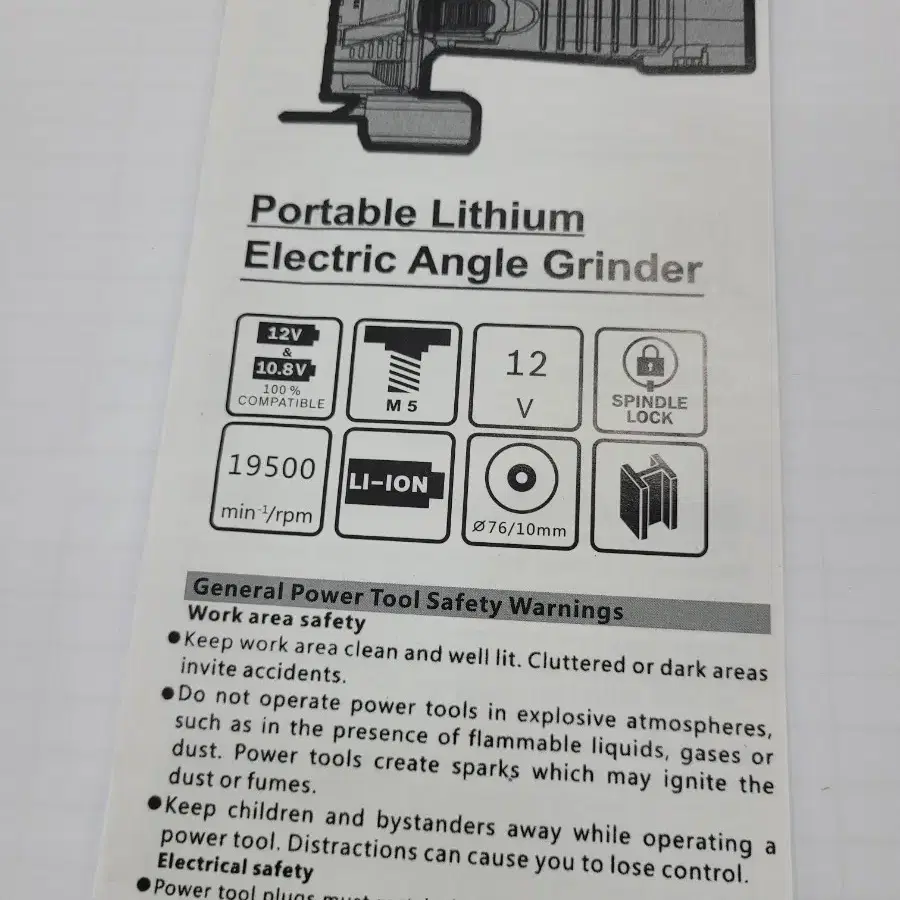 Portable Lithium
Electric Angle Grinder
12V
&
10.8V
100 %
COMPATIBLE
M 5
12
V
SPINDLE
LOCK
19500
min⁻¹/rpm
LI-ION
Ø76/10mm
General Power Tool Safety Warnings
Work area safety
●Keep work area clean and well lit. Cluttered or dark areas
invite accidents.
●Do not operate power tools in explosive atmospheres,
such as in the presence of flammable liquids, gases or
dust. Power tools create sparks which may ignite the
dust or fumes.
●Keep children and bystanders away while operating a
power tool. Distractions can cause you to lose control.
Electrical safety
●Power tool plugs must